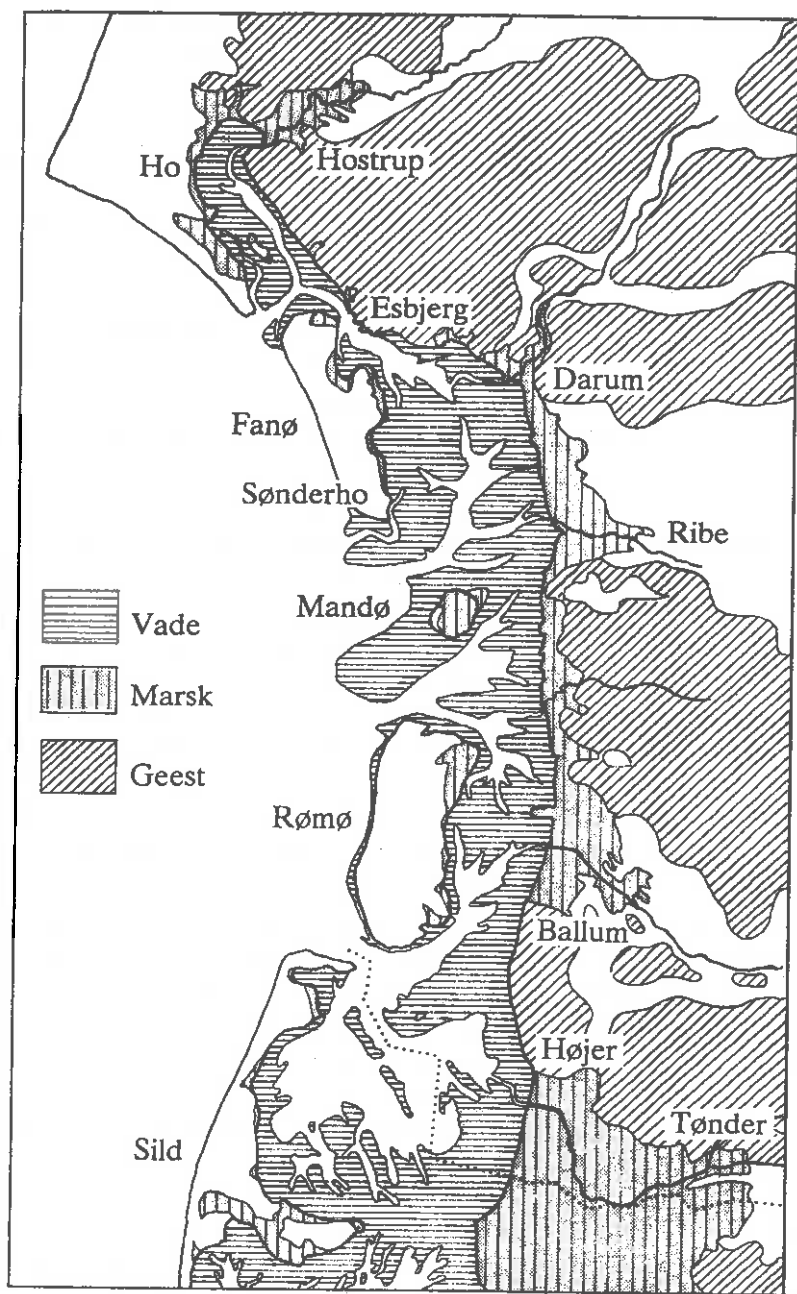 Ho
Hostrup
Esbjerg
Darum
Fanø
Sønderho
Ribe
Mandø
Vade
Marsk
Geest
Rømø
Ballum
Højer
Tønder
Sild